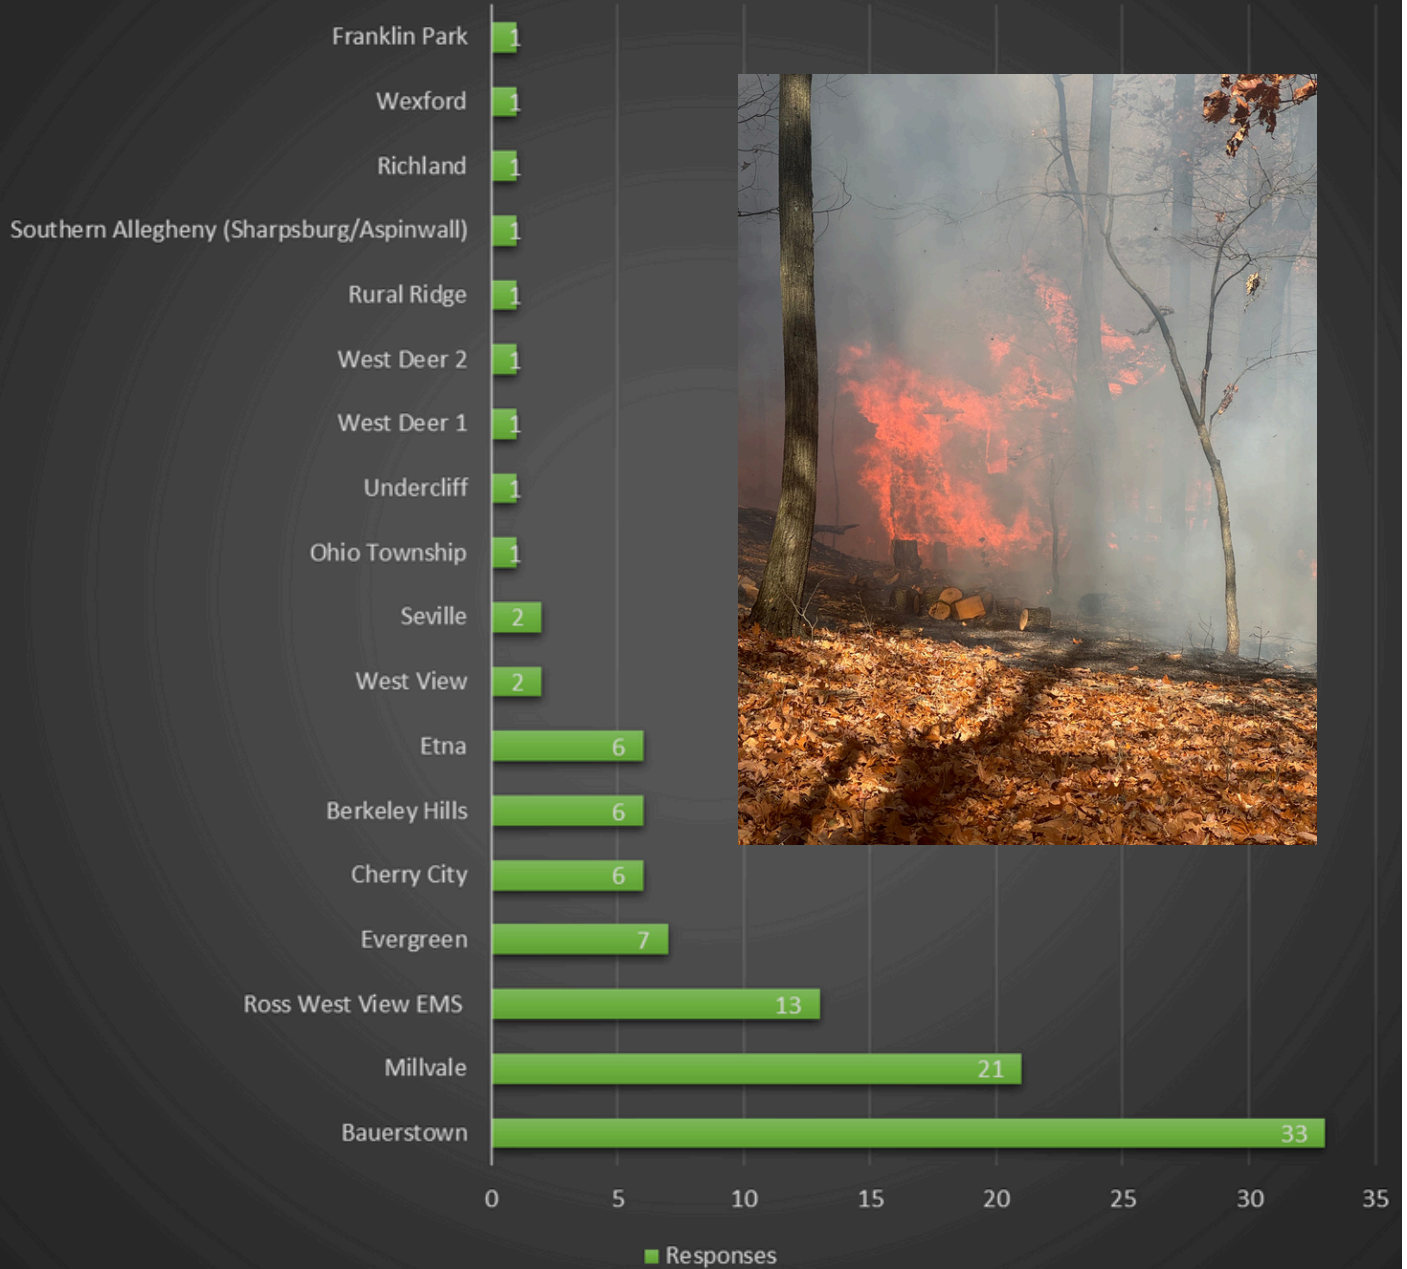 Franklin Park 1
Wexford 1
Richland 1
Southern Allegheny (Sharpsburg/Aspinwall) 1
Rural Ridge 1
West Deer 2 1
West Deer 1 1
Undercliff 1
Ohio Township 1
Seville 2
West View 2
Etna 6
Berkeley Hills 6
Cherry City 6
Evergreen 7
Ross West View EMS 13
Millvale 21
Bauerstown 33
0 5 10 15 20 25 30 35
Responses